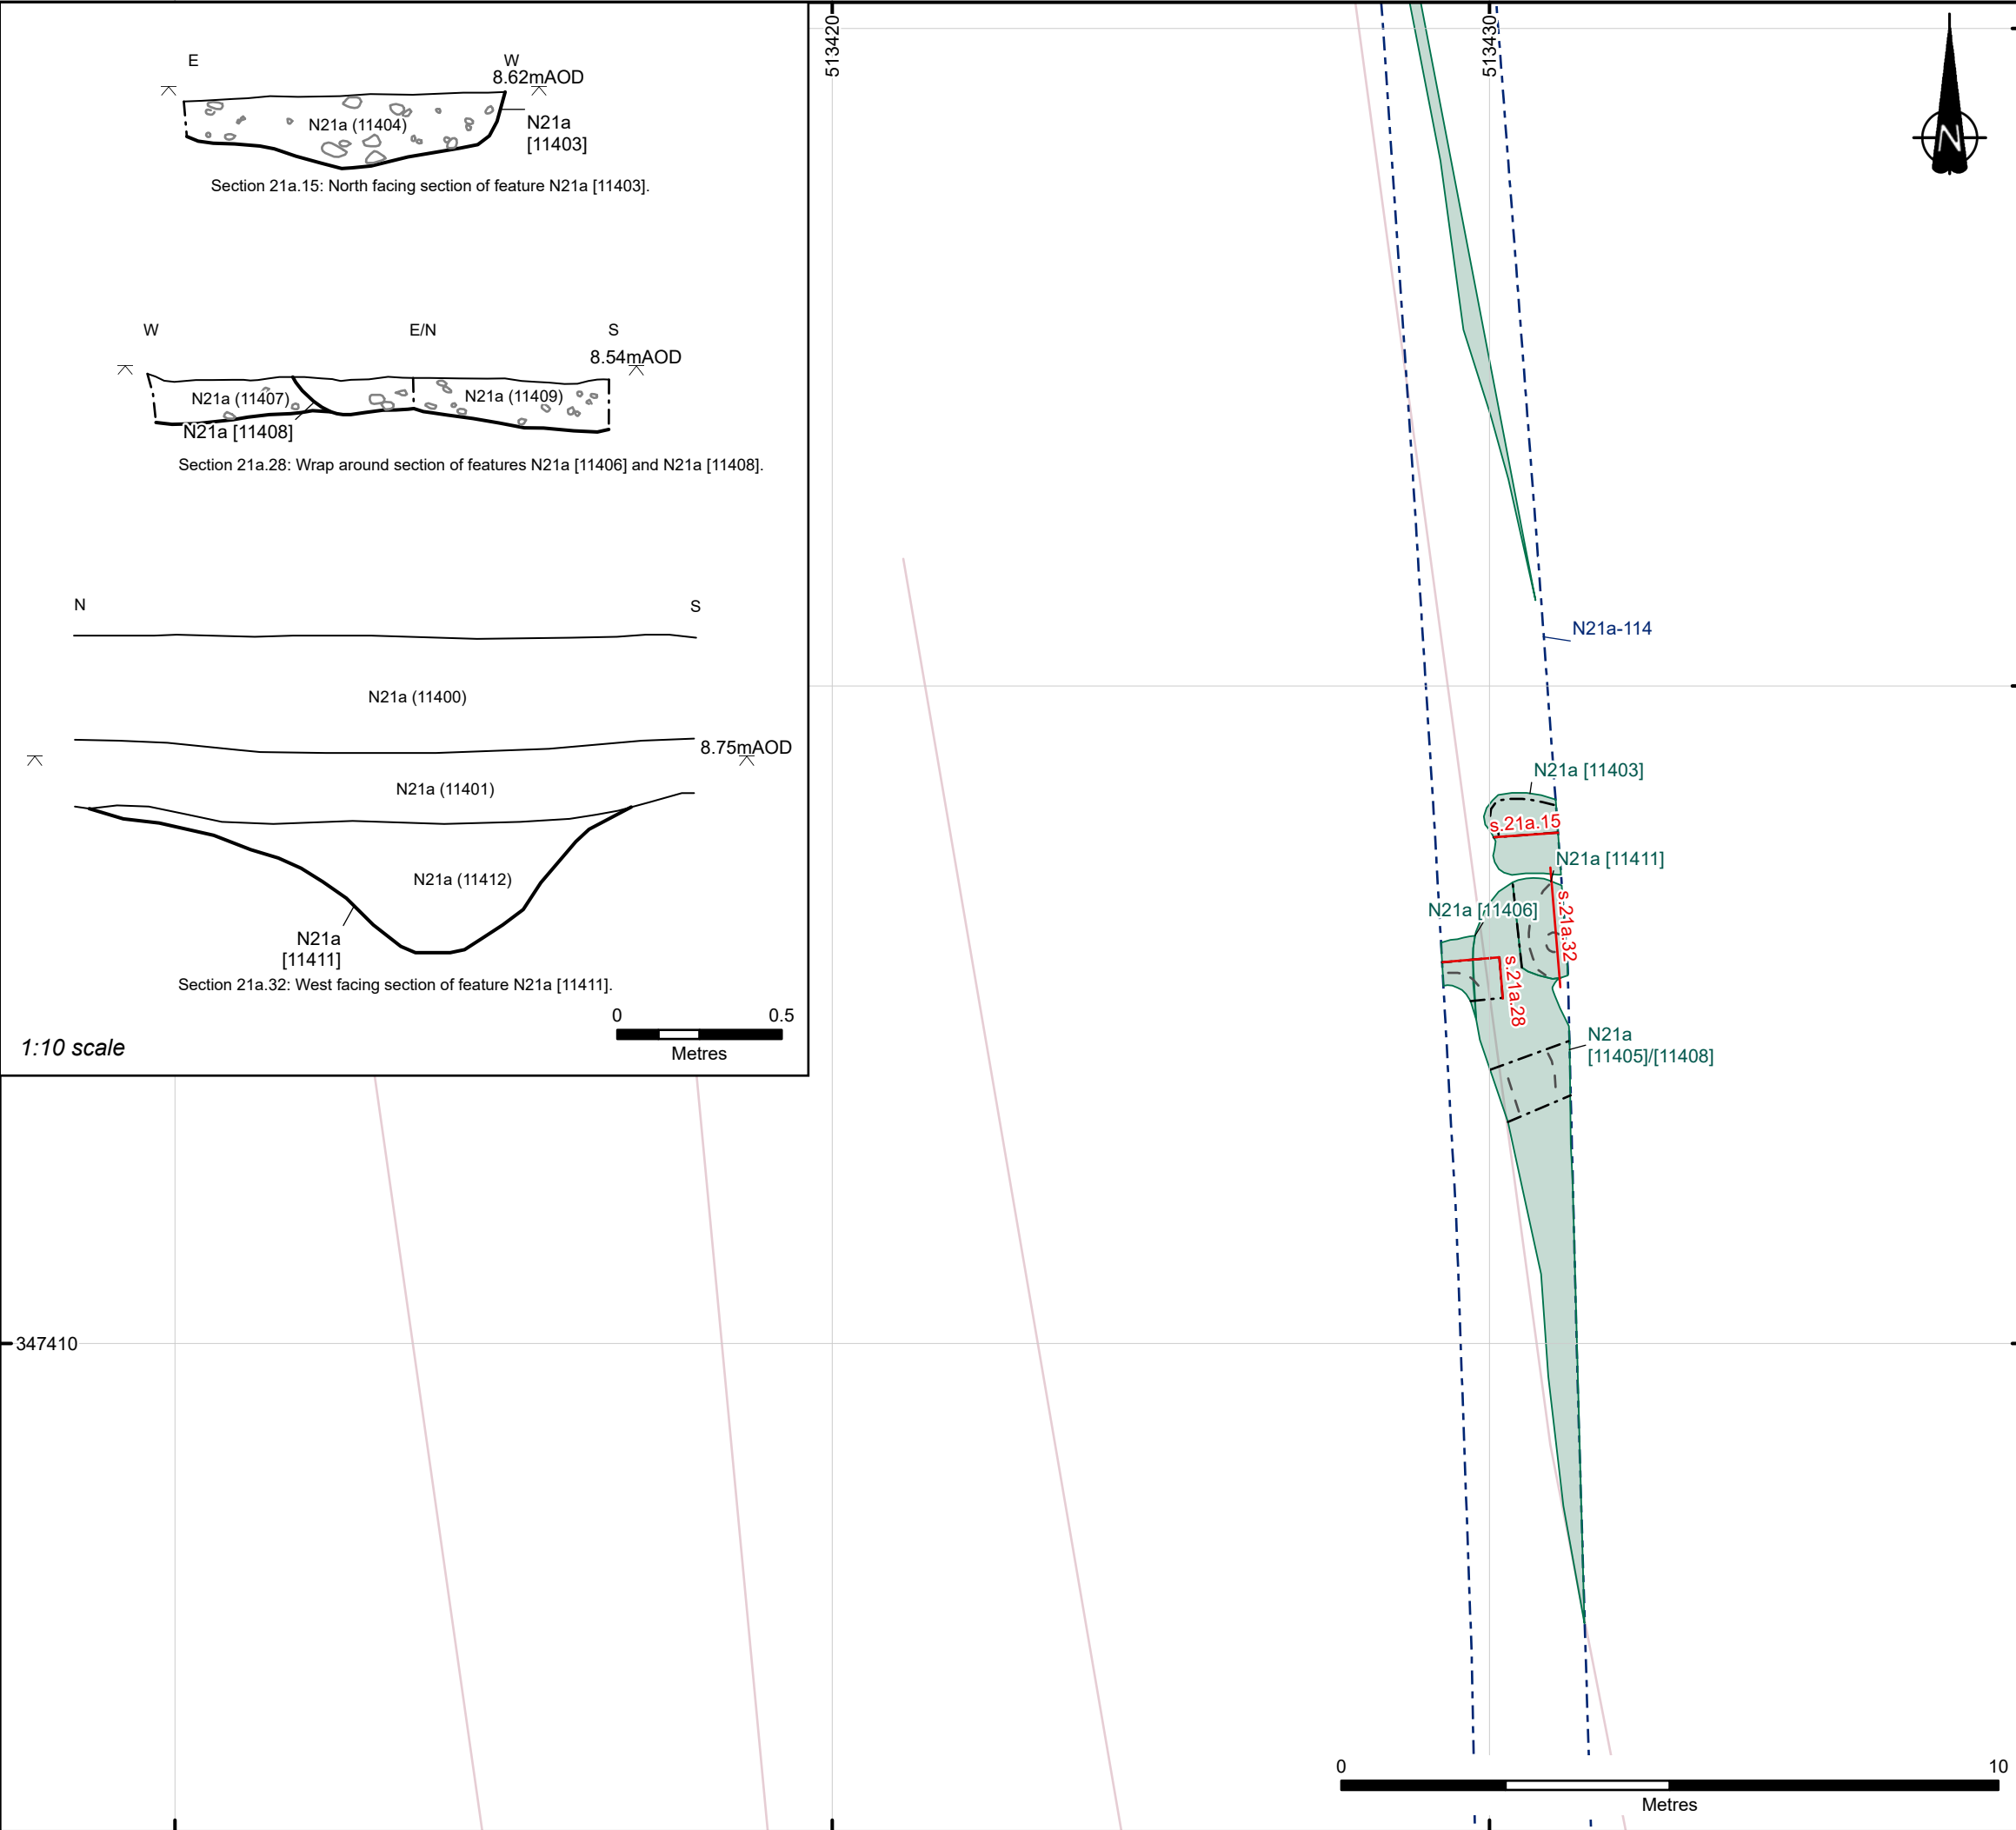 E
W
8.62mAOD
N21a (11404)
N21a
[11403]
Section 21a.15: North facing section of feature N21a [11403].
W
E/N
S
8.54mAOD
N21a (11407)
N21a (11409)
N21a [11408]
Section 21a.28: Wrap around section of features N21a [11406] and N21a [11408].
N
S
N21a (11400)
8.75mAOD
N21a (11401)
N21a (11412)
N21a
[11411]
Section 21a.32: West facing section of feature N21a [11411].
0
0.5
Metres
1:10 scale
513420
513430
N
N21a-114
N21a [11403]
s.21a.15
N21a [11411]
N21a [11406]
s.21a.32
s.21a.28
N21a
[11405]/[11408]
347410
0
10
Metres